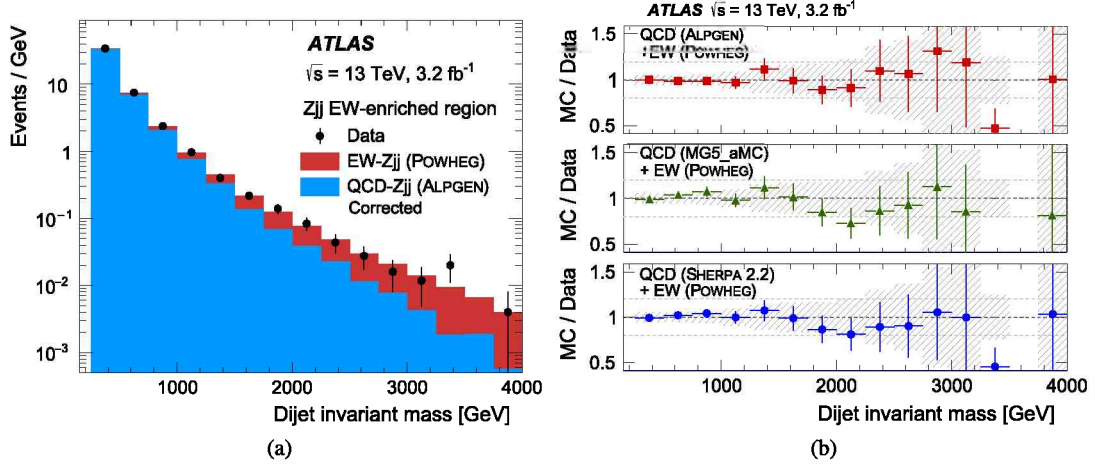 ATLAS
√s = 13 TeV, 3.2 fb⁻¹
Zjj EW-enriched region
Data
EW-Zjj (POWHEG)
QCD-Zjj (ALPGEN)
Corrected
Events / GeV
10
1
10⁻¹
10⁻²
10⁻³
1000 2000 3000 4000
Dijet invariant mass [GeV]
(a)
ATLAS √s = 13 TeV, 3.2 fb⁻¹
MC / Data
1.5
1
0.5
QCD (ALPGEN)
+EW (POWHEG)
MC / Data
1.5
1
0.5
QCD (MG5_aMC)
+ EW (POWHEG)
MC / Data
1.5
1
0.5
QCD (SHERPA 2.2)
+ EW (POWHEG)
1000 2000 3000 4000
Dijet invariant mass [GeV]
(b)